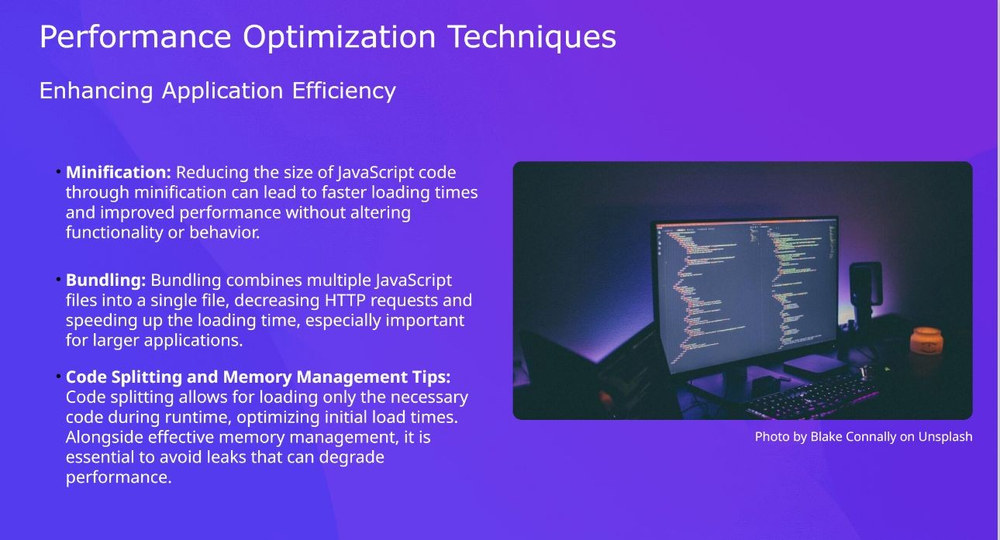 Performance Optimization Techniques
Enhancing Application Efficiency
• Minification: Reducing the size of JavaScript code
through minification can lead to faster loading times
and improved performance without altering
functionality or behavior.
• Bundling: Bundling combines multiple JavaScript
files into a single file, decreasing HTTP requests and
speeding up the loading time, especially important
for larger applications.
• Code Splitting and Memory Management Tips:
Code splitting allows for loading only the necessary
code during runtime, optimizing initial load times.
Alongside effective memory management, it is
essential to avoid leaks that can degrade
performance.
Photo by Blake Connally on Unsplash